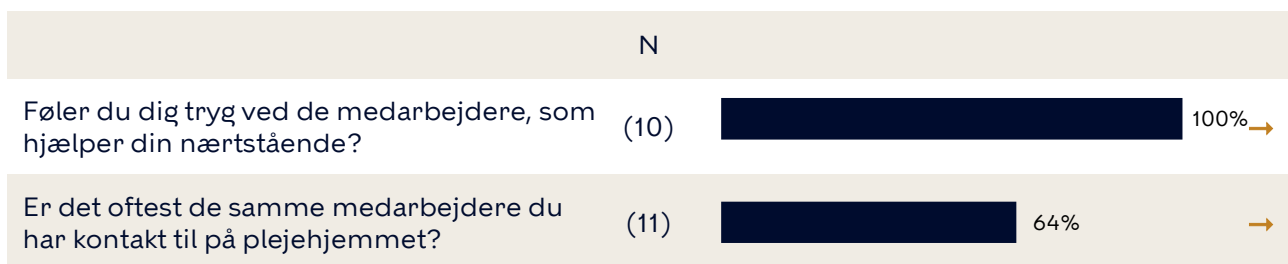 N
Føler du dig tryg ved de medarbejdere, som
hjælper din nærtstående?
(10)
100%
→
Er det oftest de samme medarbejdere du
har kontakt til på plejehjemmet?
(11)
64%
→